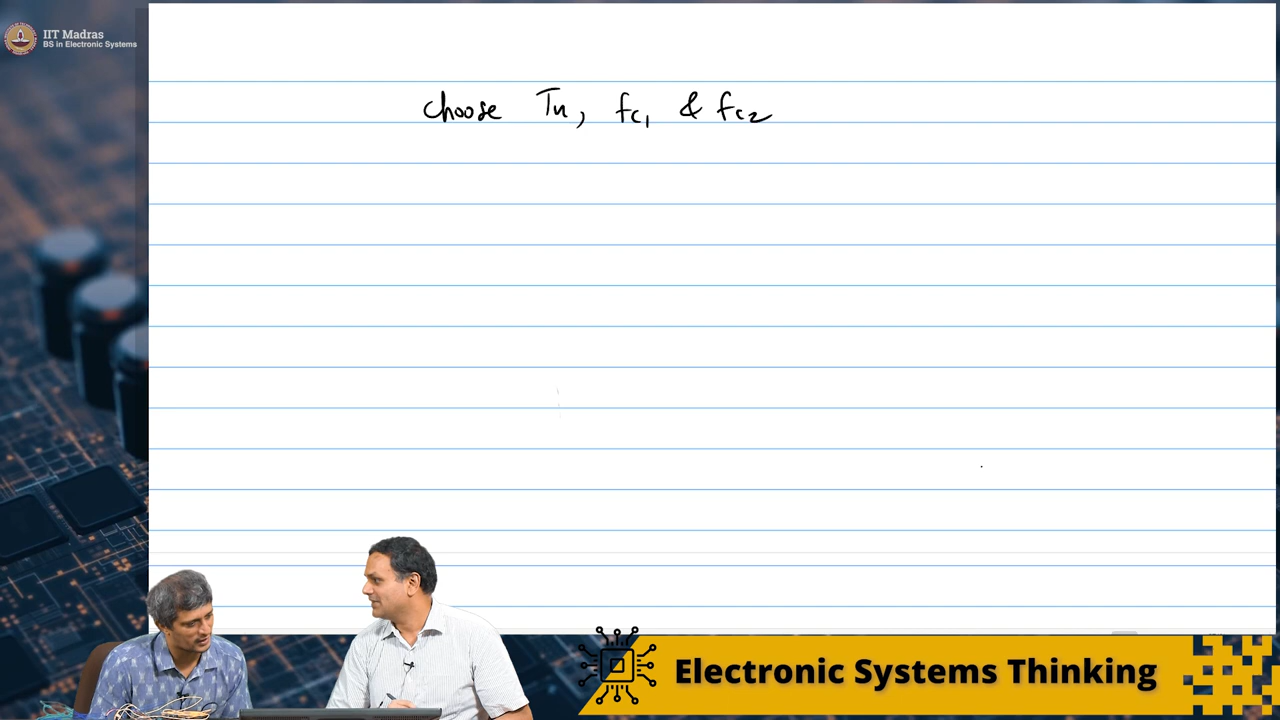 IIT Madras
BS in Electronic Systems
choose Tu, fc1 & fc2
Electronic Systems Thinking